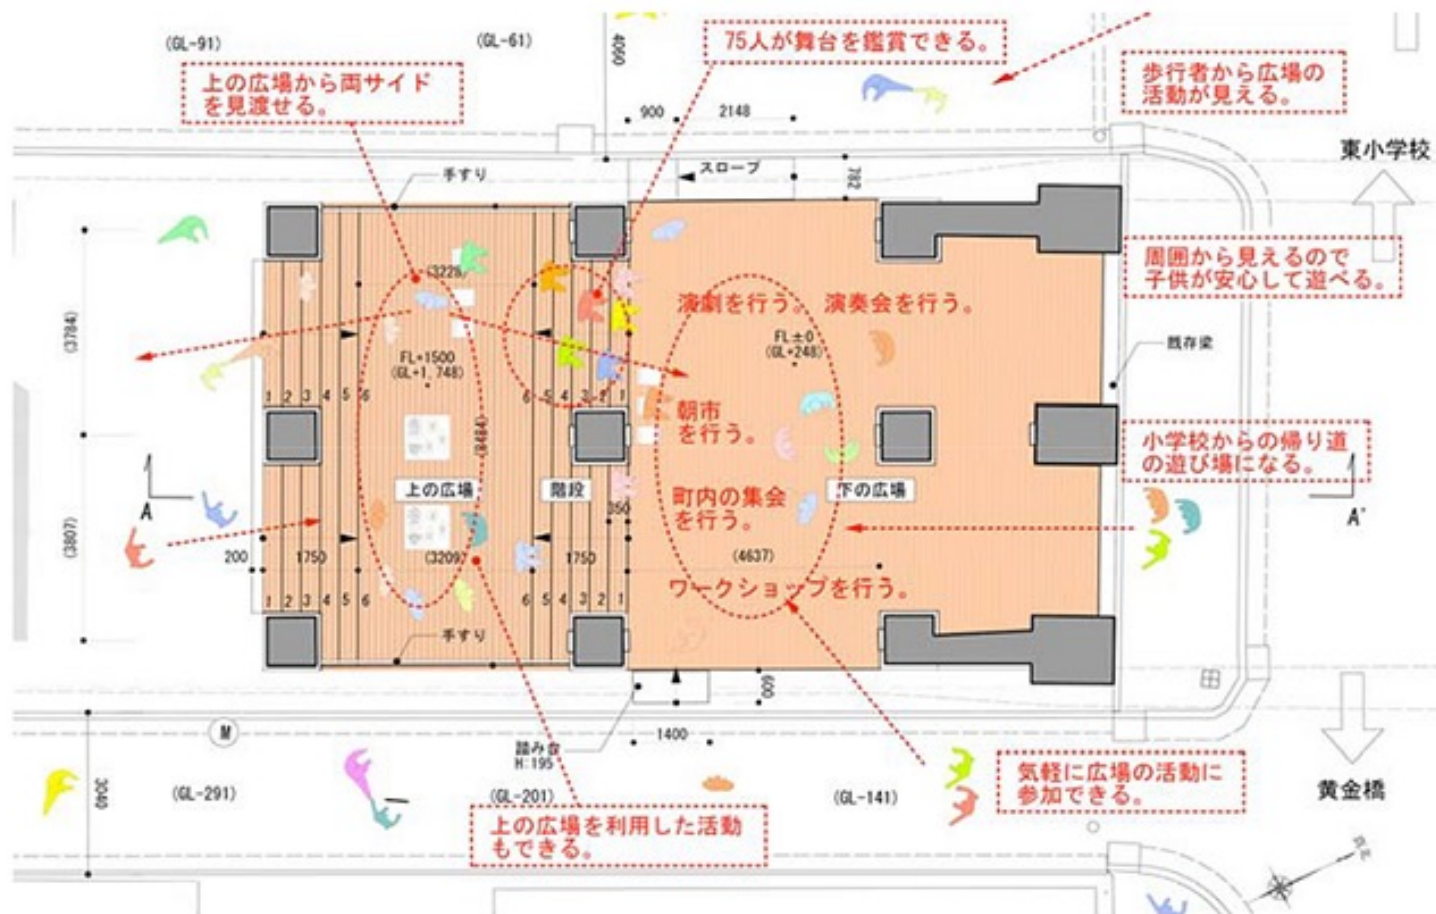 (GL-91)
(GL-61)
4060
75人が舞台を鑑賞できる。
歩行者から広場の
活動が見える。
上の広場から両サイド
を見渡せる。
900
2148
東小学校
手すり
スロープ
782
周囲から見えるので
子供が安心して遊べる。
(3228)
演劇を行う。
演奏会を行う。
(3784)
FL+1500
(GL+1,748)
FL±0
(GL+248)
既存梁
1 2 3 4 5 6
6 5 4 3 2 1
朝市
を行う。
小学校からの帰り道
の遊び場になる。
(8484)
上の広場
階段
町内の集会
を行う。
下の広場
A
A'
350
(3807)
200
1750
(3209)
1750
(4637)
ワークショップを行う。
1 2 3 4 5 6
6 5 4 3 2 1
手すり
600
M
1400
踏み台
H:195
黄金橋
気軽に広場の活動に
参加できる。
3040
(GL-291)
(GL-201)
(GL-141)
上の広場を利用した活動
もできる。